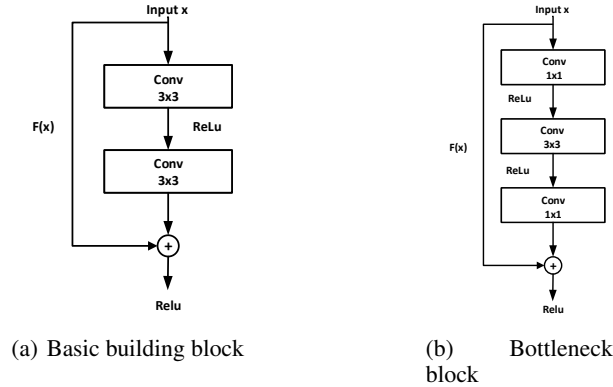 Input x
Conv
3x3
F(x)
ReLu
Conv
3x3
+
Relu
(a) Basic building block
Input x
Conv
1x1
ReLu
Conv
3x3
F(x)
ReLu
Conv
1x1
+
Relu
(b) Bottleneck
block